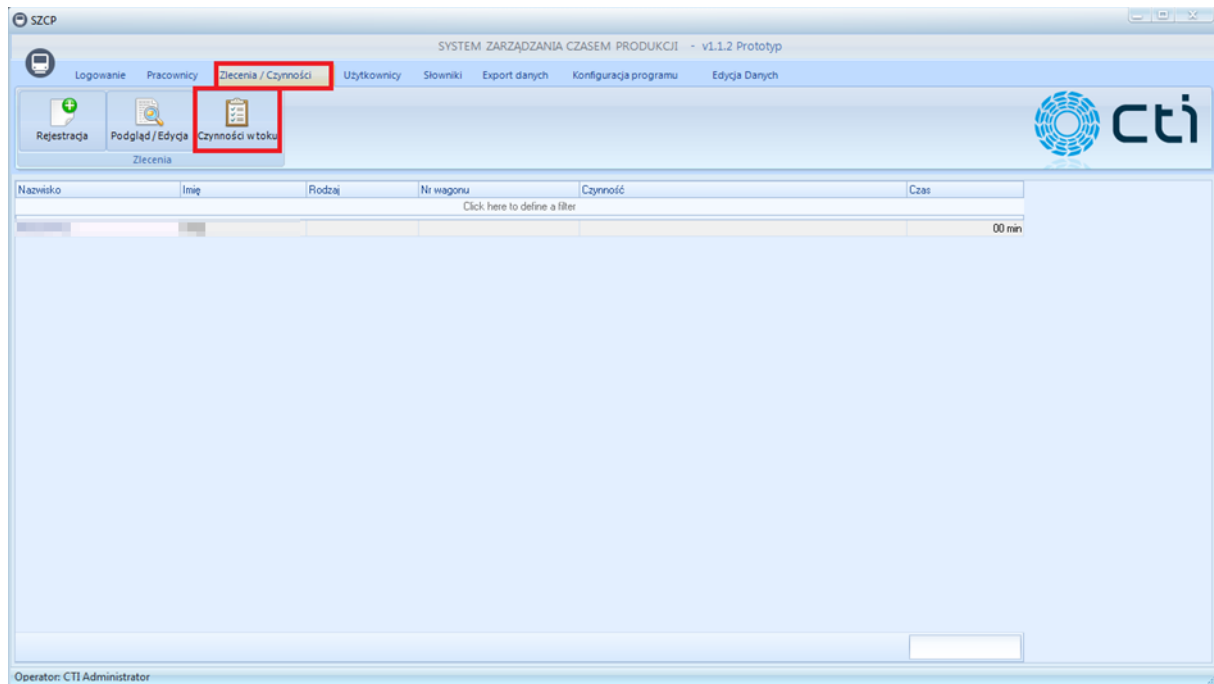 SZCP
SYSTEM ZARZĄDZANIA CZASEM PRODUKCJI - v1.1.2 Prototyp
Logowanie Pracownicy Zlecenia / Czynności Użytkownicy Słowniki Export danych Konfiguracja programu Edycja Danych
Rejestracja Podgląd / Edycja Czynności w toku
Zlecenia
cti
Nazwisko Imię Rodzaj Nr wagonu Czynność Czas
Click here to define a filter
00 min
Operator: CTI Administrator